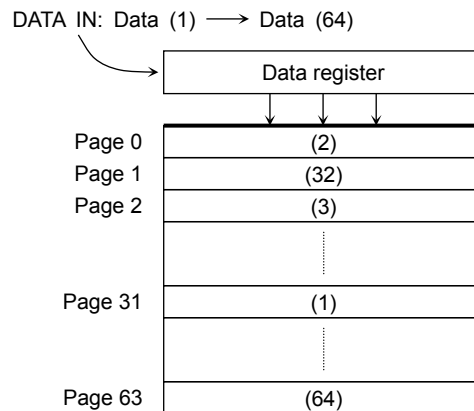 DATA IN: Data (1) → Data (64)
Data register
Page 0 (2)
Page 1 (32)
Page 2 (3)
Page 31 (1)
Page 63 (64)